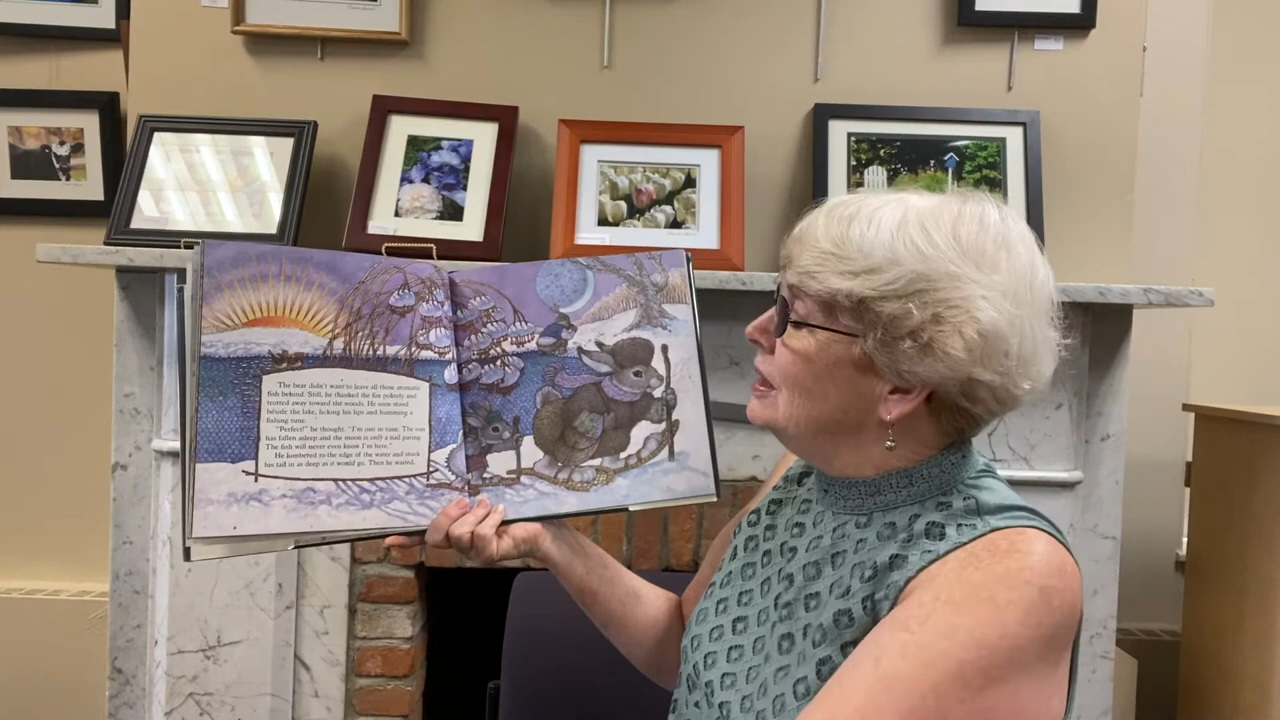 The bear didn't want to leave all those aromatic
fish behind. Still, he thanked the fox politely and
trotted away toward the woods. He soon stood
beside the lake, licking his lips and humming a
fishing tune.
"Perfect!" he thought. "I'm just in time. The sun
has fallen asleep and the moon is only a nail paring.
The fish will never even know I'm here."
He lumbered to the edge of the water and stuck
his tail in as deep as it would go. Then he waited.